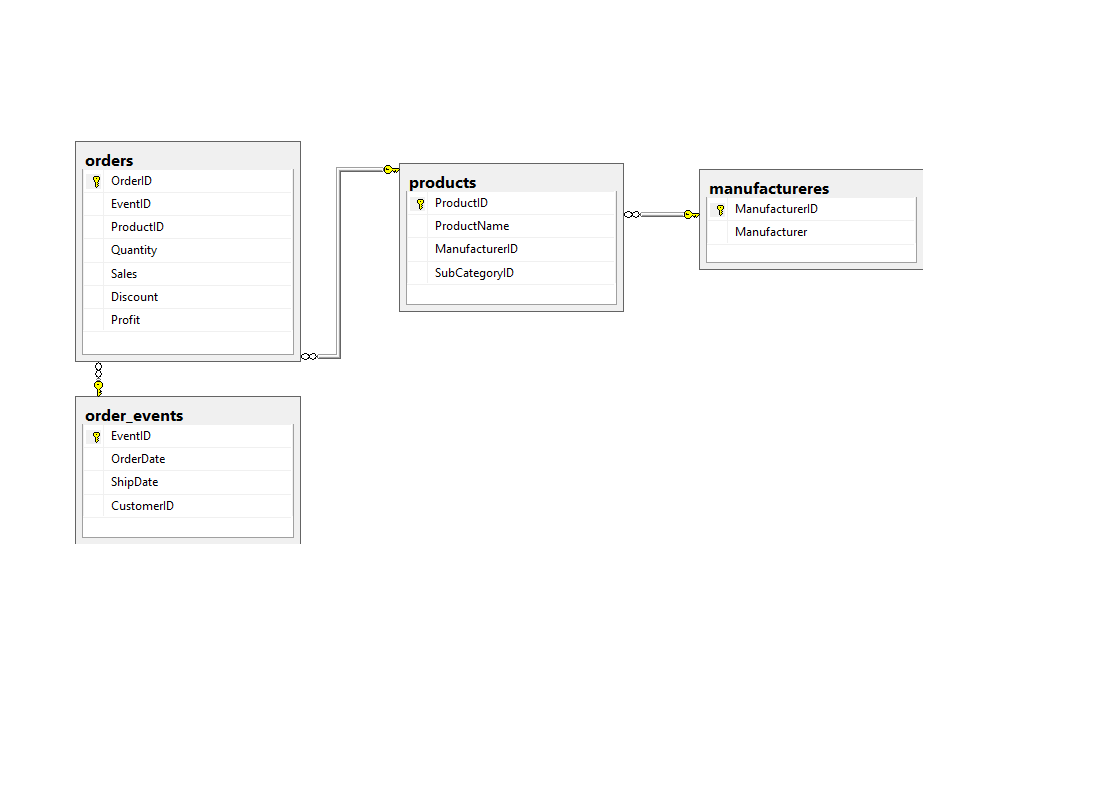 orders
OrderID
EventID
ProductID
Quantity
Sales
Discount
Profit
order_events
EventID
OrderDate
ShipDate
CustomerID
products
ProductID
ProductName
ManufacturerID
SubCategoryID
manufactureres
ManufacturerID
Manufacturer